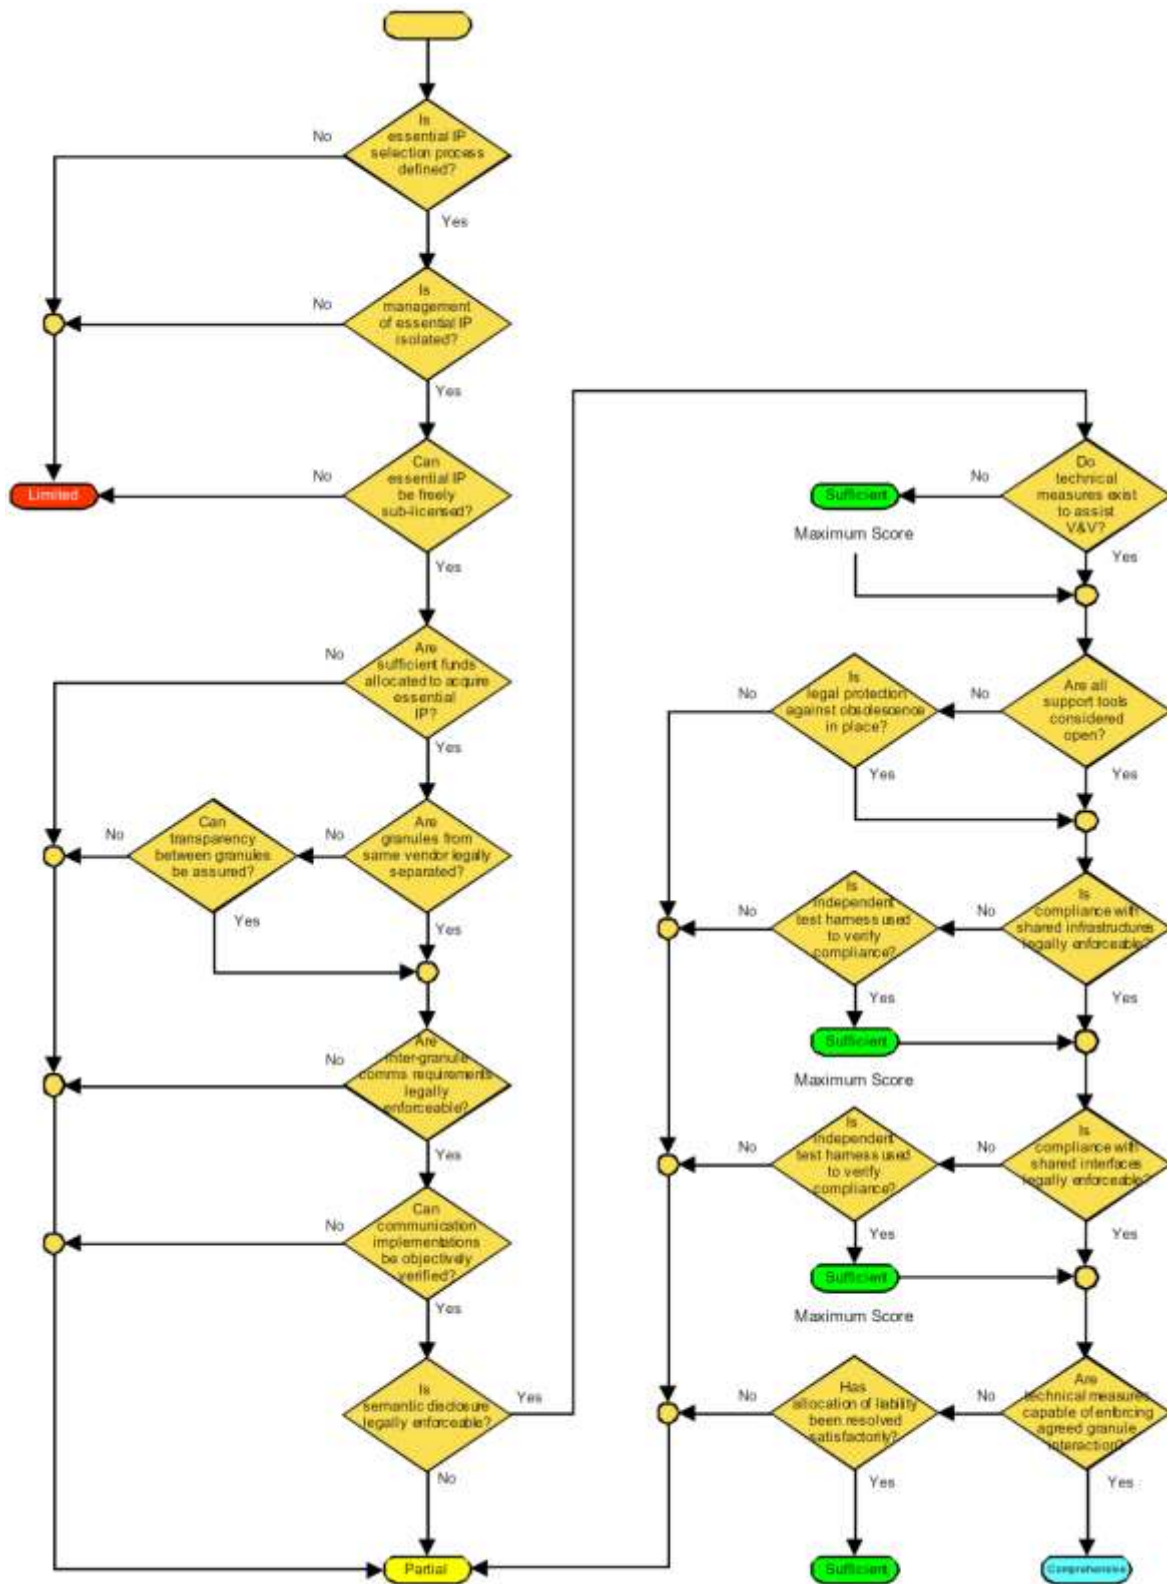 Is
essential IP
selection process
defined?
No
Yes
Is
management
of essential IP
isolated?
No
Yes
Can
essential IP
be freely
sub-licensed?
No
Yes
Limited
Are
sufficient funds
allocated to acquire
essential
IP?
No
Yes
Are
granules from
same vendor legally
separated?
No
Yes
Can
transparency
between granules
be assured?
No
Yes
Are
inter-granule
comms requirements
legally
enforceable?
No
Yes
Can
communication
implementations
be objectively
verified?
No
Yes
Is
semantic disclosure
legally enforceable?
Yes
No
Partial
Do
technical
measures exist
to assist
V&V?
No
Yes
Sufficient
Maximum Score
Are all
support tools
considered
open?
No
Yes
Is
legal protection
against obsolescence
in place?
No
Yes
Is
compliance with
shared infrastructures
legally enforceable?
No
Yes
Is
independent
test harness used
to verify
compliance?
No
Yes
Sufficient
Maximum Score
Is
compliance with
shared interfaces
legally enforceable?
No
Yes
Is
independent
test harness used
to verify
compliance?
No
Yes
Sufficient
Maximum Score
Are
technical measures
capable of enforcing
agreed granule
interaction?
No
Yes
Has
allocation of liability
been resolved
satisfactorily?
No
Yes
Sufficient
Comprehensive